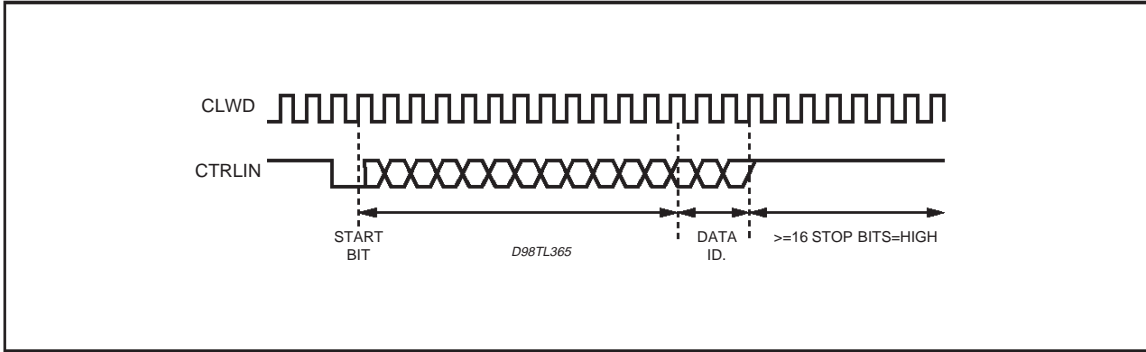 CLWD
CTRLIN
START
BIT
D98TL365
DATA
ID.
>=16 STOP BITS=HIGH